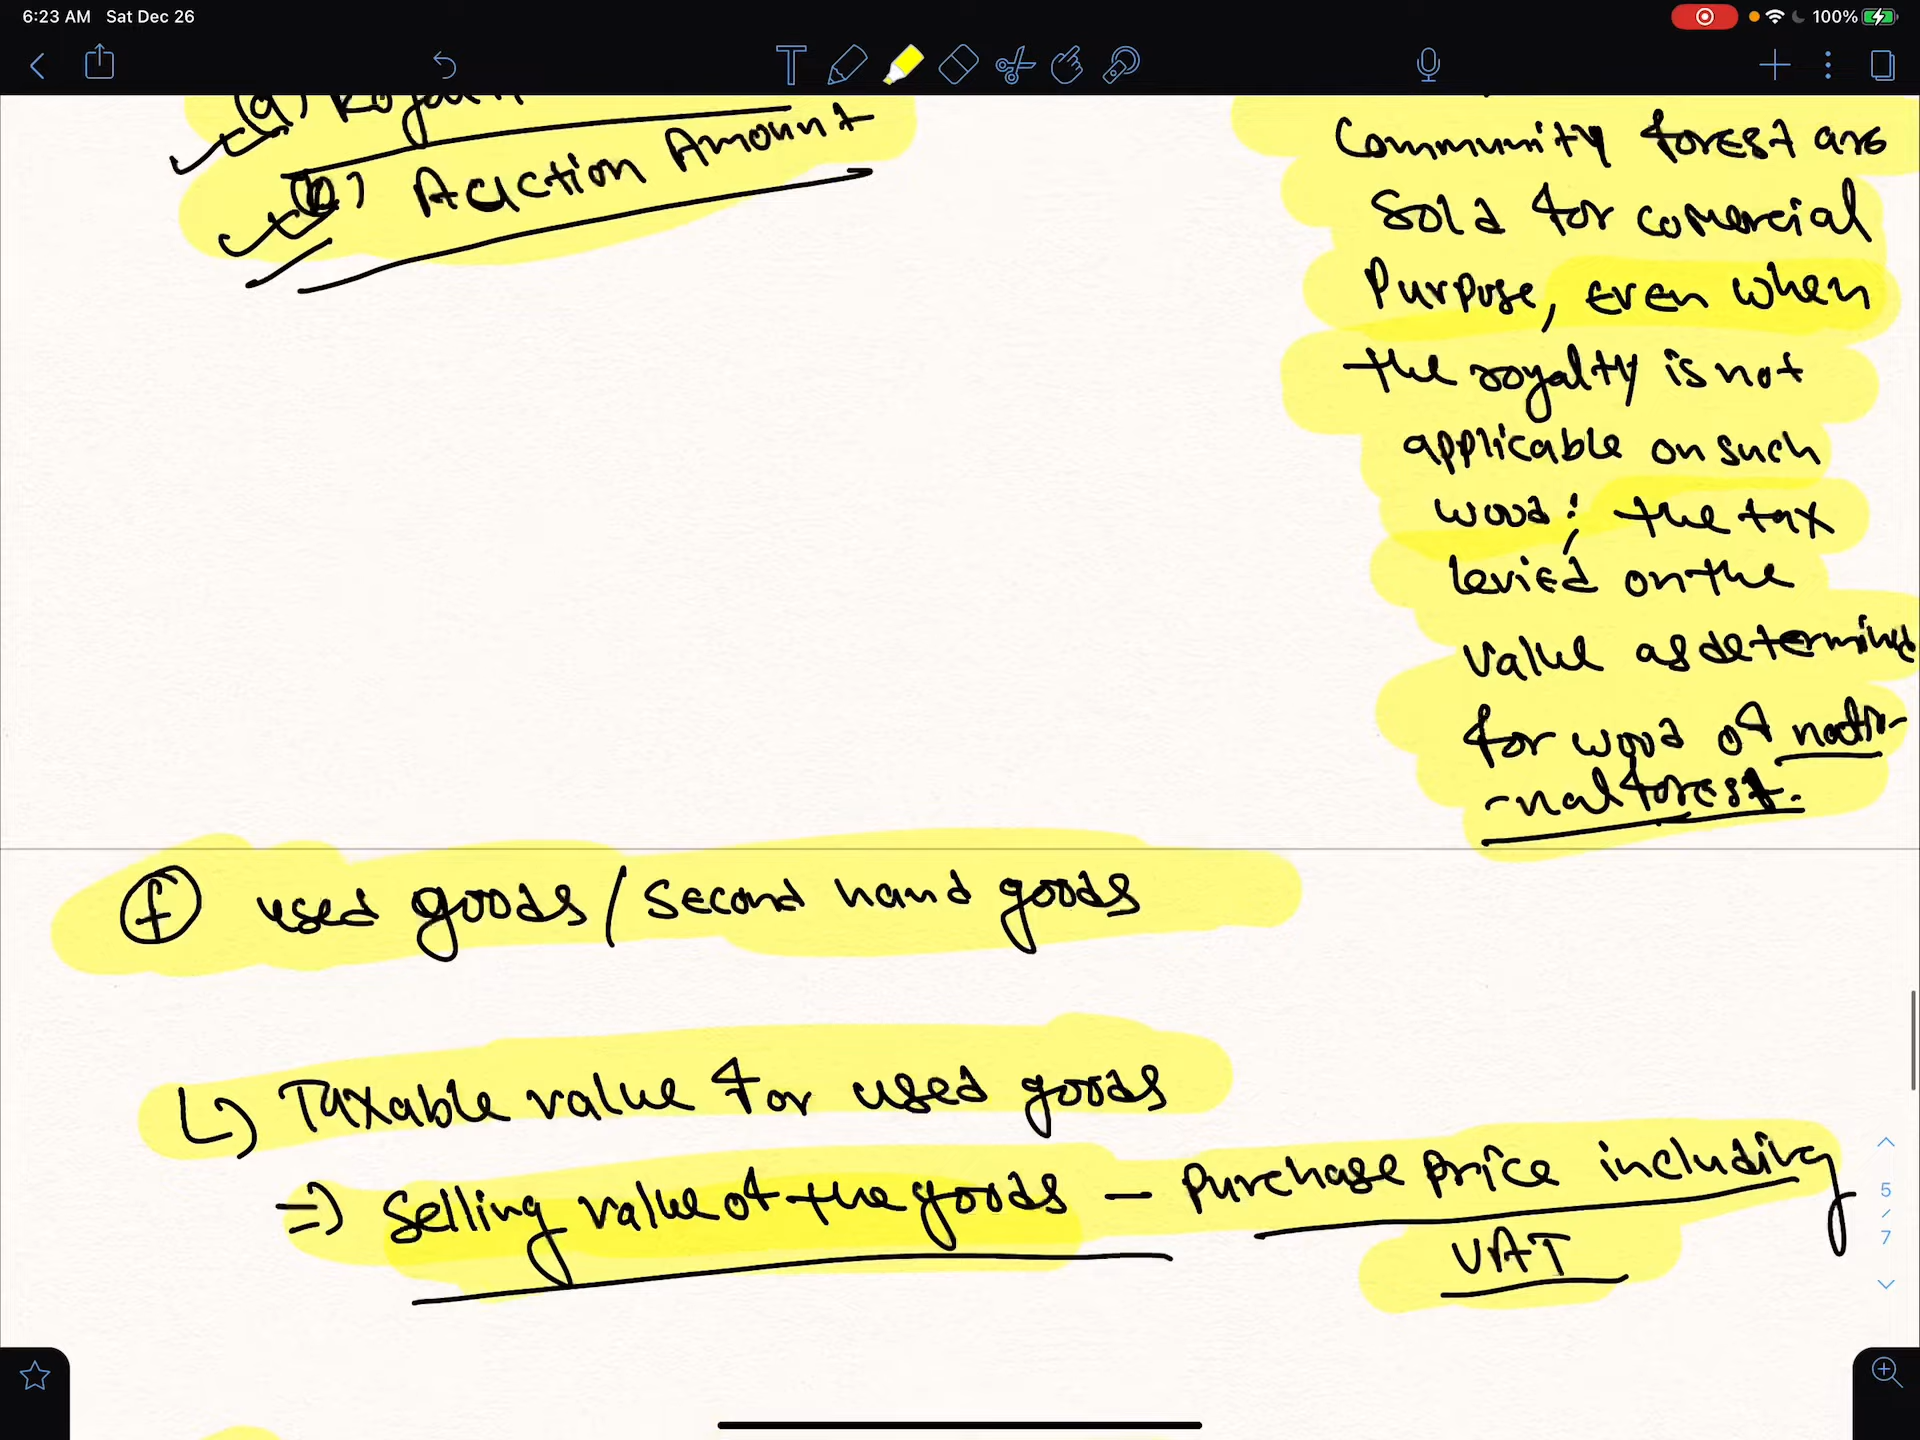 6:23 AM Sat Dec 26
100%
(a) Royalt
(b) Auction Amount
Community forest are
sold for comercial
Purpose, even when
the royalty is not
applicable on such
wood; the tax
levied on the
value as determined
for wood of natio-
-nal forest.
(f) used goods / second hand goods
Taxable value for used goods
=) Selling value of the goods — Purchase price including
VAT
5
/
7